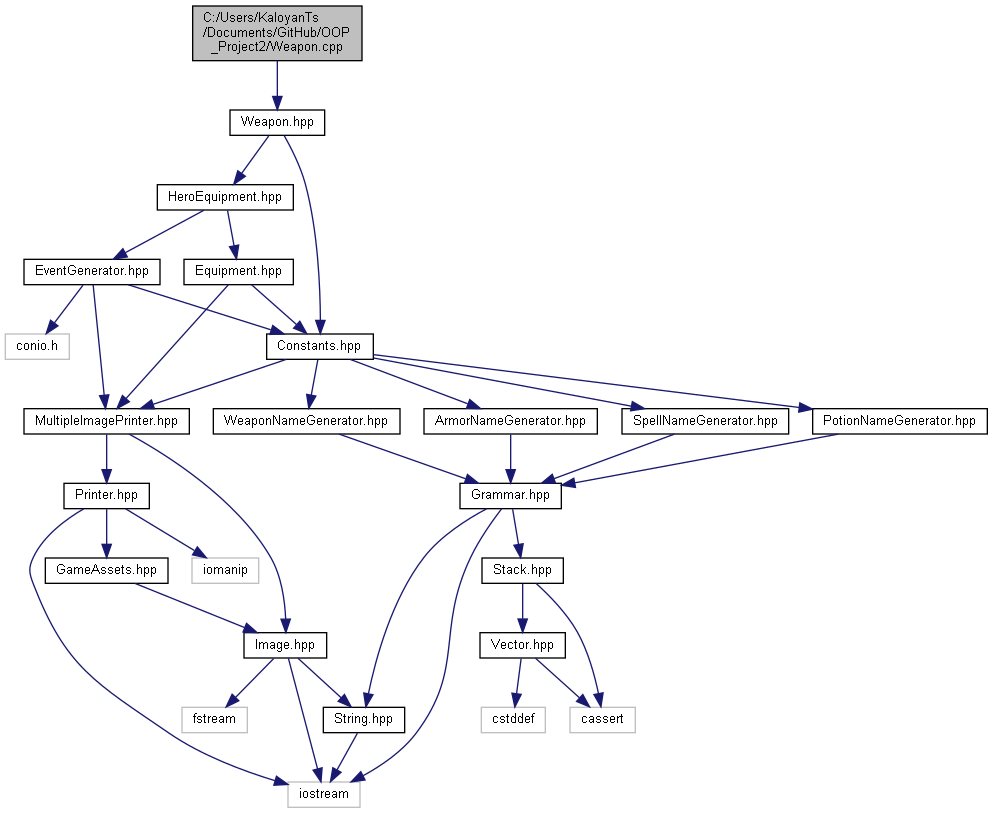 C:/Users/KaloyanTs
/Documents/GitHub/OOP
_Project2/Weapon.cpp
Weapon.hpp
HeroEquipment.hpp
EventGenerator.hpp
Equipment.hpp
conio.h
Constants.hpp
MultipleImagePrinter.hpp
WeaponNameGenerator.hpp
ArmorNameGenerator.hpp
SpellNameGenerator.hpp
PotionNameGenerator.hpp
Printer.hpp
Grammar.hpp
GameAssets.hpp
iomanip
Stack.hpp
Image.hpp
Vector.hpp
fstream
String.hpp
cstddef
cassert
iostream